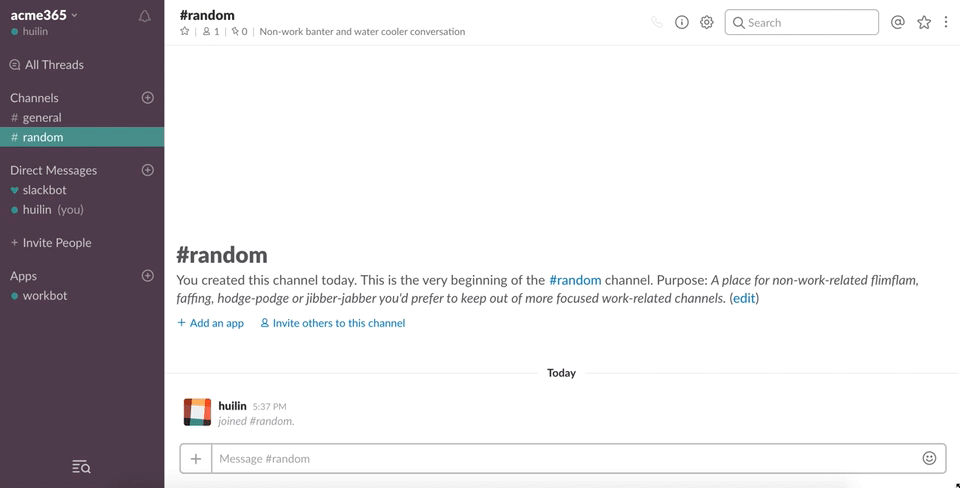 acme365
huilin
All Threads
Channels
# general
# random
Direct Messages
slackbot
huilin (you)
+ Invite People
Apps
workbot
#random
1 | 0 | Non-work banter and water cooler conversation
Search
#random
You created this channel today. This is the very beginning of the #random channel. Purpose: A place for non-work-related flimflam,
faffing, hodge-podge or jibber-jabber you'd prefer to keep out of more focused work-related channels. (edit)
+ Add an app Invite others to this channel
Today
huilin 5:37 PM
joined #random.
Message #random